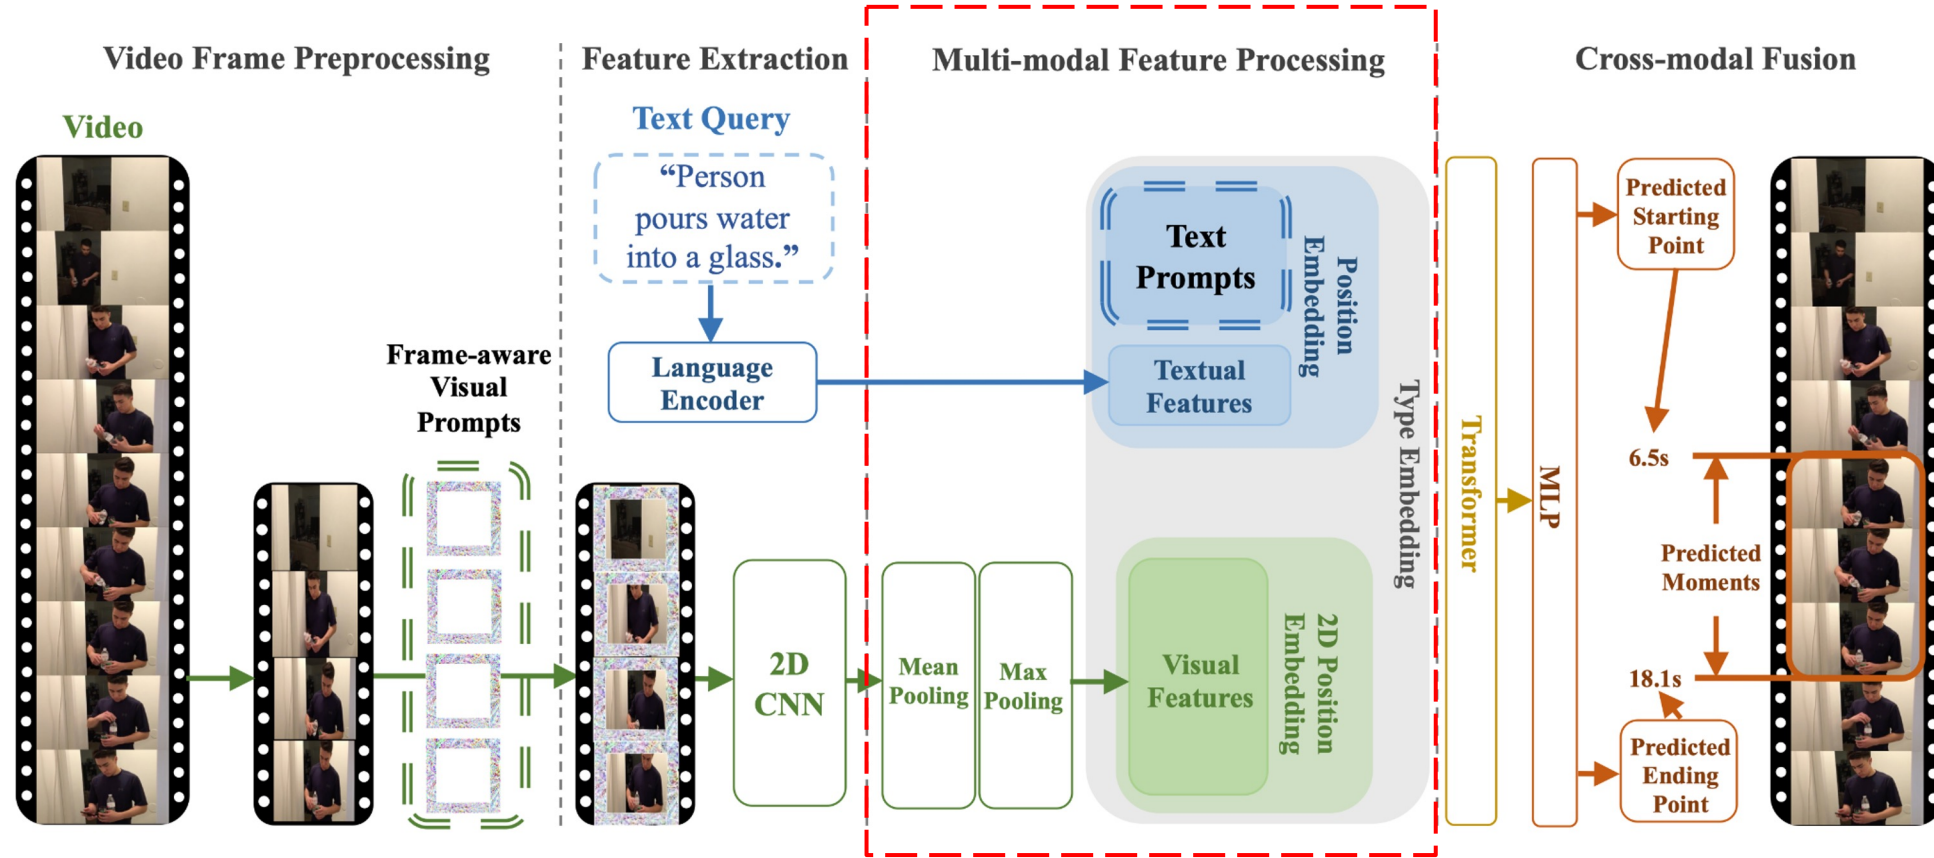 Video Frame Preprocessing
Feature Extraction
Multi-modal Feature Processing
Cross-modal Fusion
Video
Frame-aware
Visual
Prompts
Text Query
“Person
pours water
into a glass.”
Language
Encoder
2D
CNN
Mean
Pooling
Max
Pooling
Text
Prompts
Position
Embedding
Textual
Features
Visual
Features
2D Position
Embedding
Type Embedding
Transformer
MLP
Predicted
Starting
Point
6.5s
Predicted
Moments
18.1s
Predicted
Ending
Point